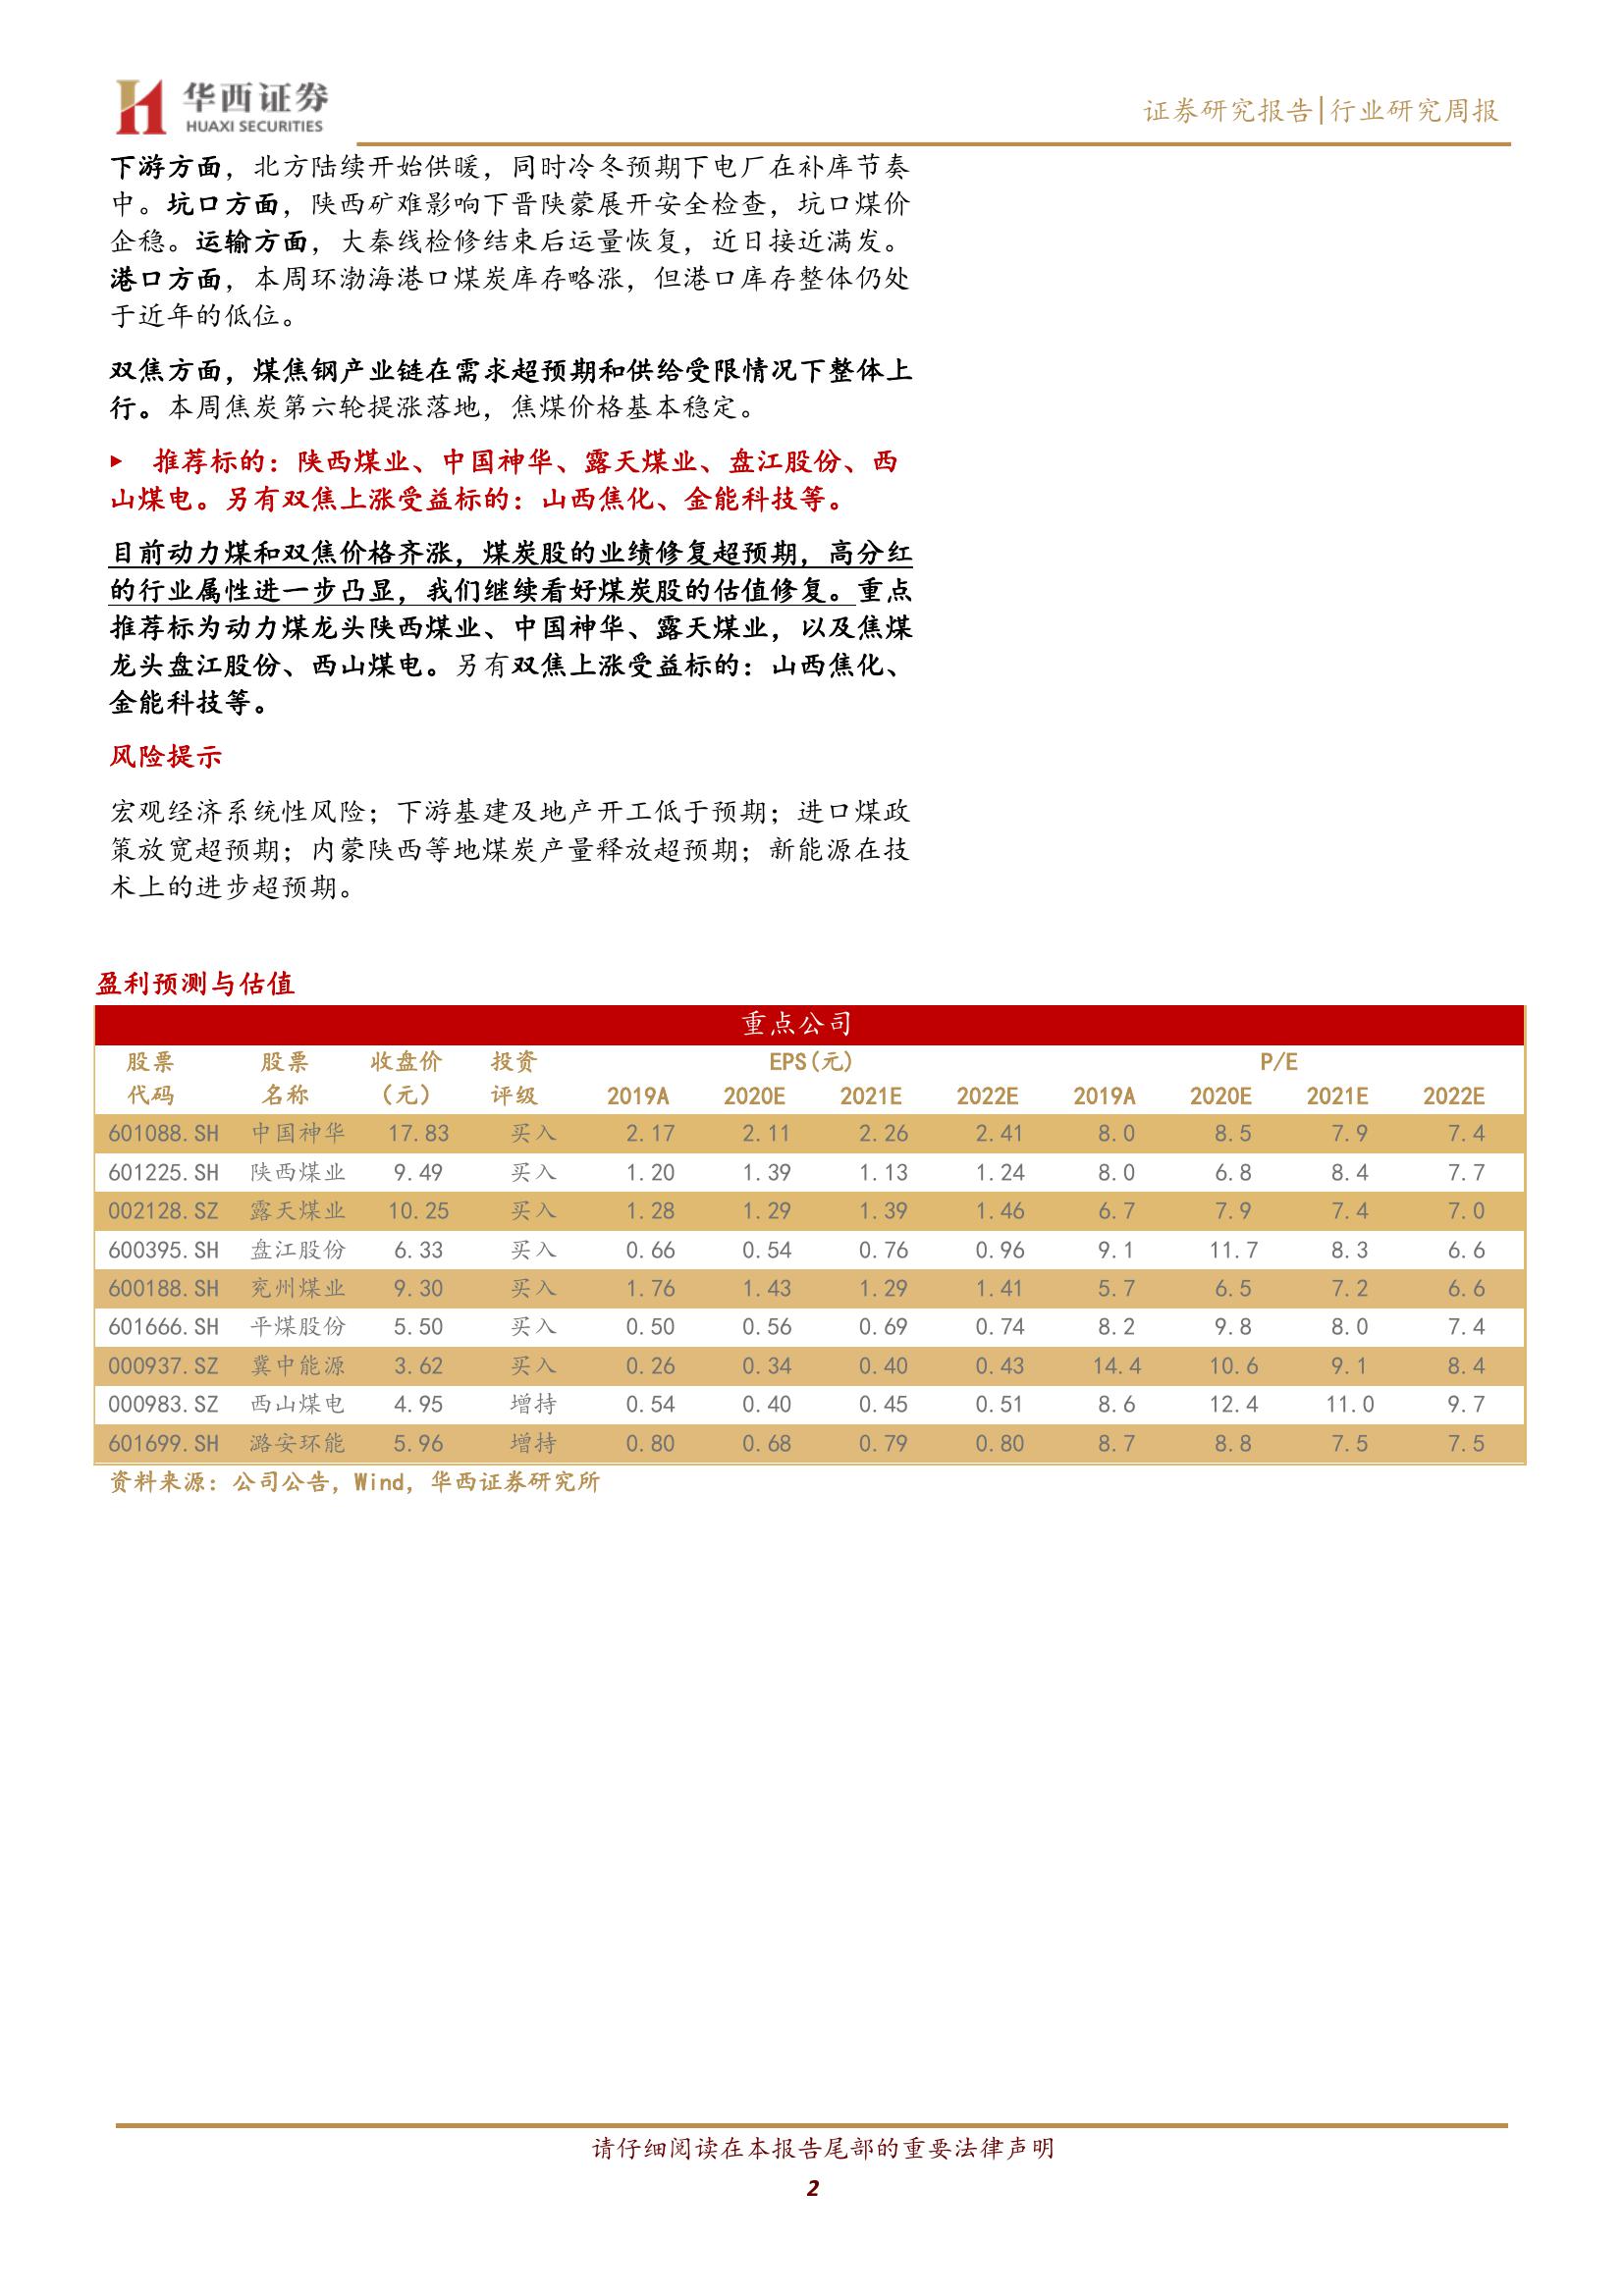 华西证券
HUAXI SECURITIES
证券研究报告|行业研究周报
下游方面，北方陆续开始供暖，同时冷冬预期下电厂在补库节奏
中。坑口方面，陕西矿难影响下晋陕蒙展开安全检查，坑口煤价
企稳。运输方面，大秦线检修结束后运量恢复，近日接近满发。
港口方面，本周环渤海港口煤炭库存略涨，但港口库存整体仍处
于近年的低位。
双焦方面，煤焦钢产业链在需求超预期和供给受限情况下整体上
行。本周焦炭第六轮提涨落地，焦煤价格基本稳定。
▶ 推荐标的：陕西煤业、中国神华、露天煤业、盘江股份、西
山煤电。另有双焦上涨受益标的：山西焦化、金能科技等。
目前动力煤和双焦价格齐涨，煤炭股的业绩修复超预期，高分红
的行业属性进一步凸显，我们继续看好煤炭股的估值修复。重点
推荐标为动力煤龙头陕西煤业、中国神华、露天煤业，以及焦煤
龙头盘江股份、西山煤电。另有双焦上涨受益标的：山西焦化、
金能科技等。
风险提示
宏观经济系统性风险；下游基建及地产开工低于预期；进口煤政
策放宽超预期；内蒙陕西等地煤炭产量释放超预期；新能源在技
术上的进步超预期。
盈利预测与估值
重点公司
股票 股票 收盘价 投资 EPS(元) P/E
代码 名称 （元） 评级 2019A 2020E 2021E 2022E 2019A 2020E 2021E 2022E
601088.SH 中国神华 17.83 买入 2.17 2.11 2.26 2.41 8.0 8.5 7.9 7.4
601225.SH 陕西煤业 9.49 买入 1.20 1.39 1.13 1.24 8.0 6.8 8.4 7.7
002128.SZ 露天煤业 10.25 买入 1.28 1.29 1.39 1.46 6.7 7.9 7.4 7.0
600395.SH 盘江股份 6.33 买入 0.66 0.54 0.76 0.96 9.1 11.7 8.3 6.6
600188.SH 兖州煤业 9.30 买入 1.76 1.43 1.29 1.41 5.7 6.5 7.2 6.6
601666.SH 平煤股份 5.50 买入 0.50 0.56 0.69 0.74 8.2 9.8 8.0 7.4
000937.SZ 冀中能源 3.62 买入 0.26 0.34 0.40 0.43 14.4 10.6 9.1 8.4
000983.SZ 西山煤电 4.95 增持 0.54 0.40 0.45 0.51 8.6 12.4 11.0 9.7
601699.SH 潞安环能 5.96 增持 0.80 0.68 0.79 0.80 8.7 8.8 7.5 7.5
资料来源：公司公告，Wind，华西证券研究所
请仔细阅读在本报告尾部的重要法律声明
2